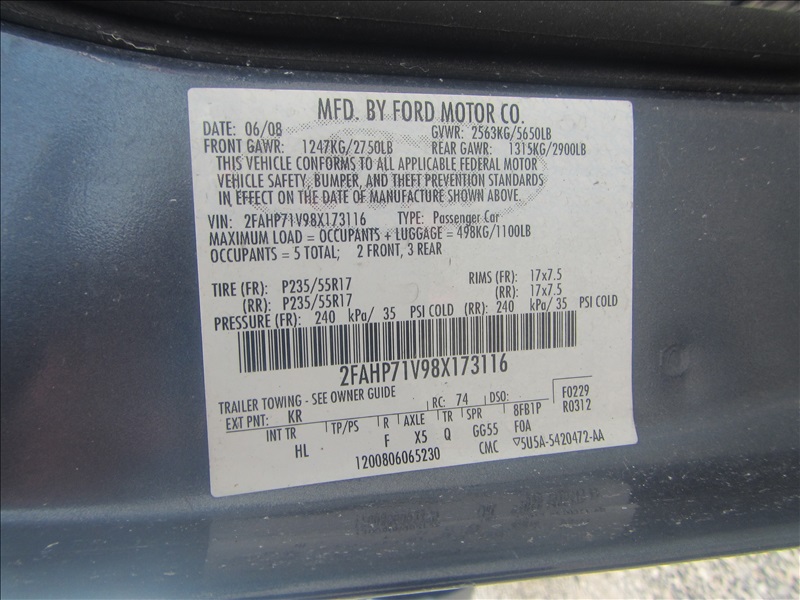 MFD. BY FORD MOTOR CO.
DATE: 06/08 GVWR: 2563KG/5650LB
FRONT GAWR: 1247KG/2750LB REAR GAWR: 1315KG/2900LB
THIS VEHICLE CONFORMS TO ALL APPLICABLE FEDERAL MOTOR
VEHICLE SAFETY, BUMPER, AND THEFT PREVENTION STANDARDS
IN EFFECT ON THE DATE OF MANUFACTURE SHOWN ABOVE.
VIN: 2FAHP71V98X173116 TYPE: Passenger Car
MAXIMUM LOAD = OCCUPANTS + LUGGAGE = 498KG/1100LB
OCCUPANTS = 5 TOTAL; 2 FRONT, 3 REAR
TIRE (FR): P235/55R17 RIMS (FR): 17x7.5
(RR): P235/55R17 (RR): 17x7.5
PRESSURE (FR): 240 kPa/ 35 PSI COLD (RR): 240 kPa/ 35 PSI COLD
2FAHP71V98X173116
TRAILER TOWING - SEE OWNER GUIDE
EXT PNT: KR RC: 74 DSO: F0229
R0312
INT TR TP/PS R AXLE TR SPR 8FB1P
HL F X5 Q GG55 FOA
1200806065230 CMC 5U5A-5420472-AA